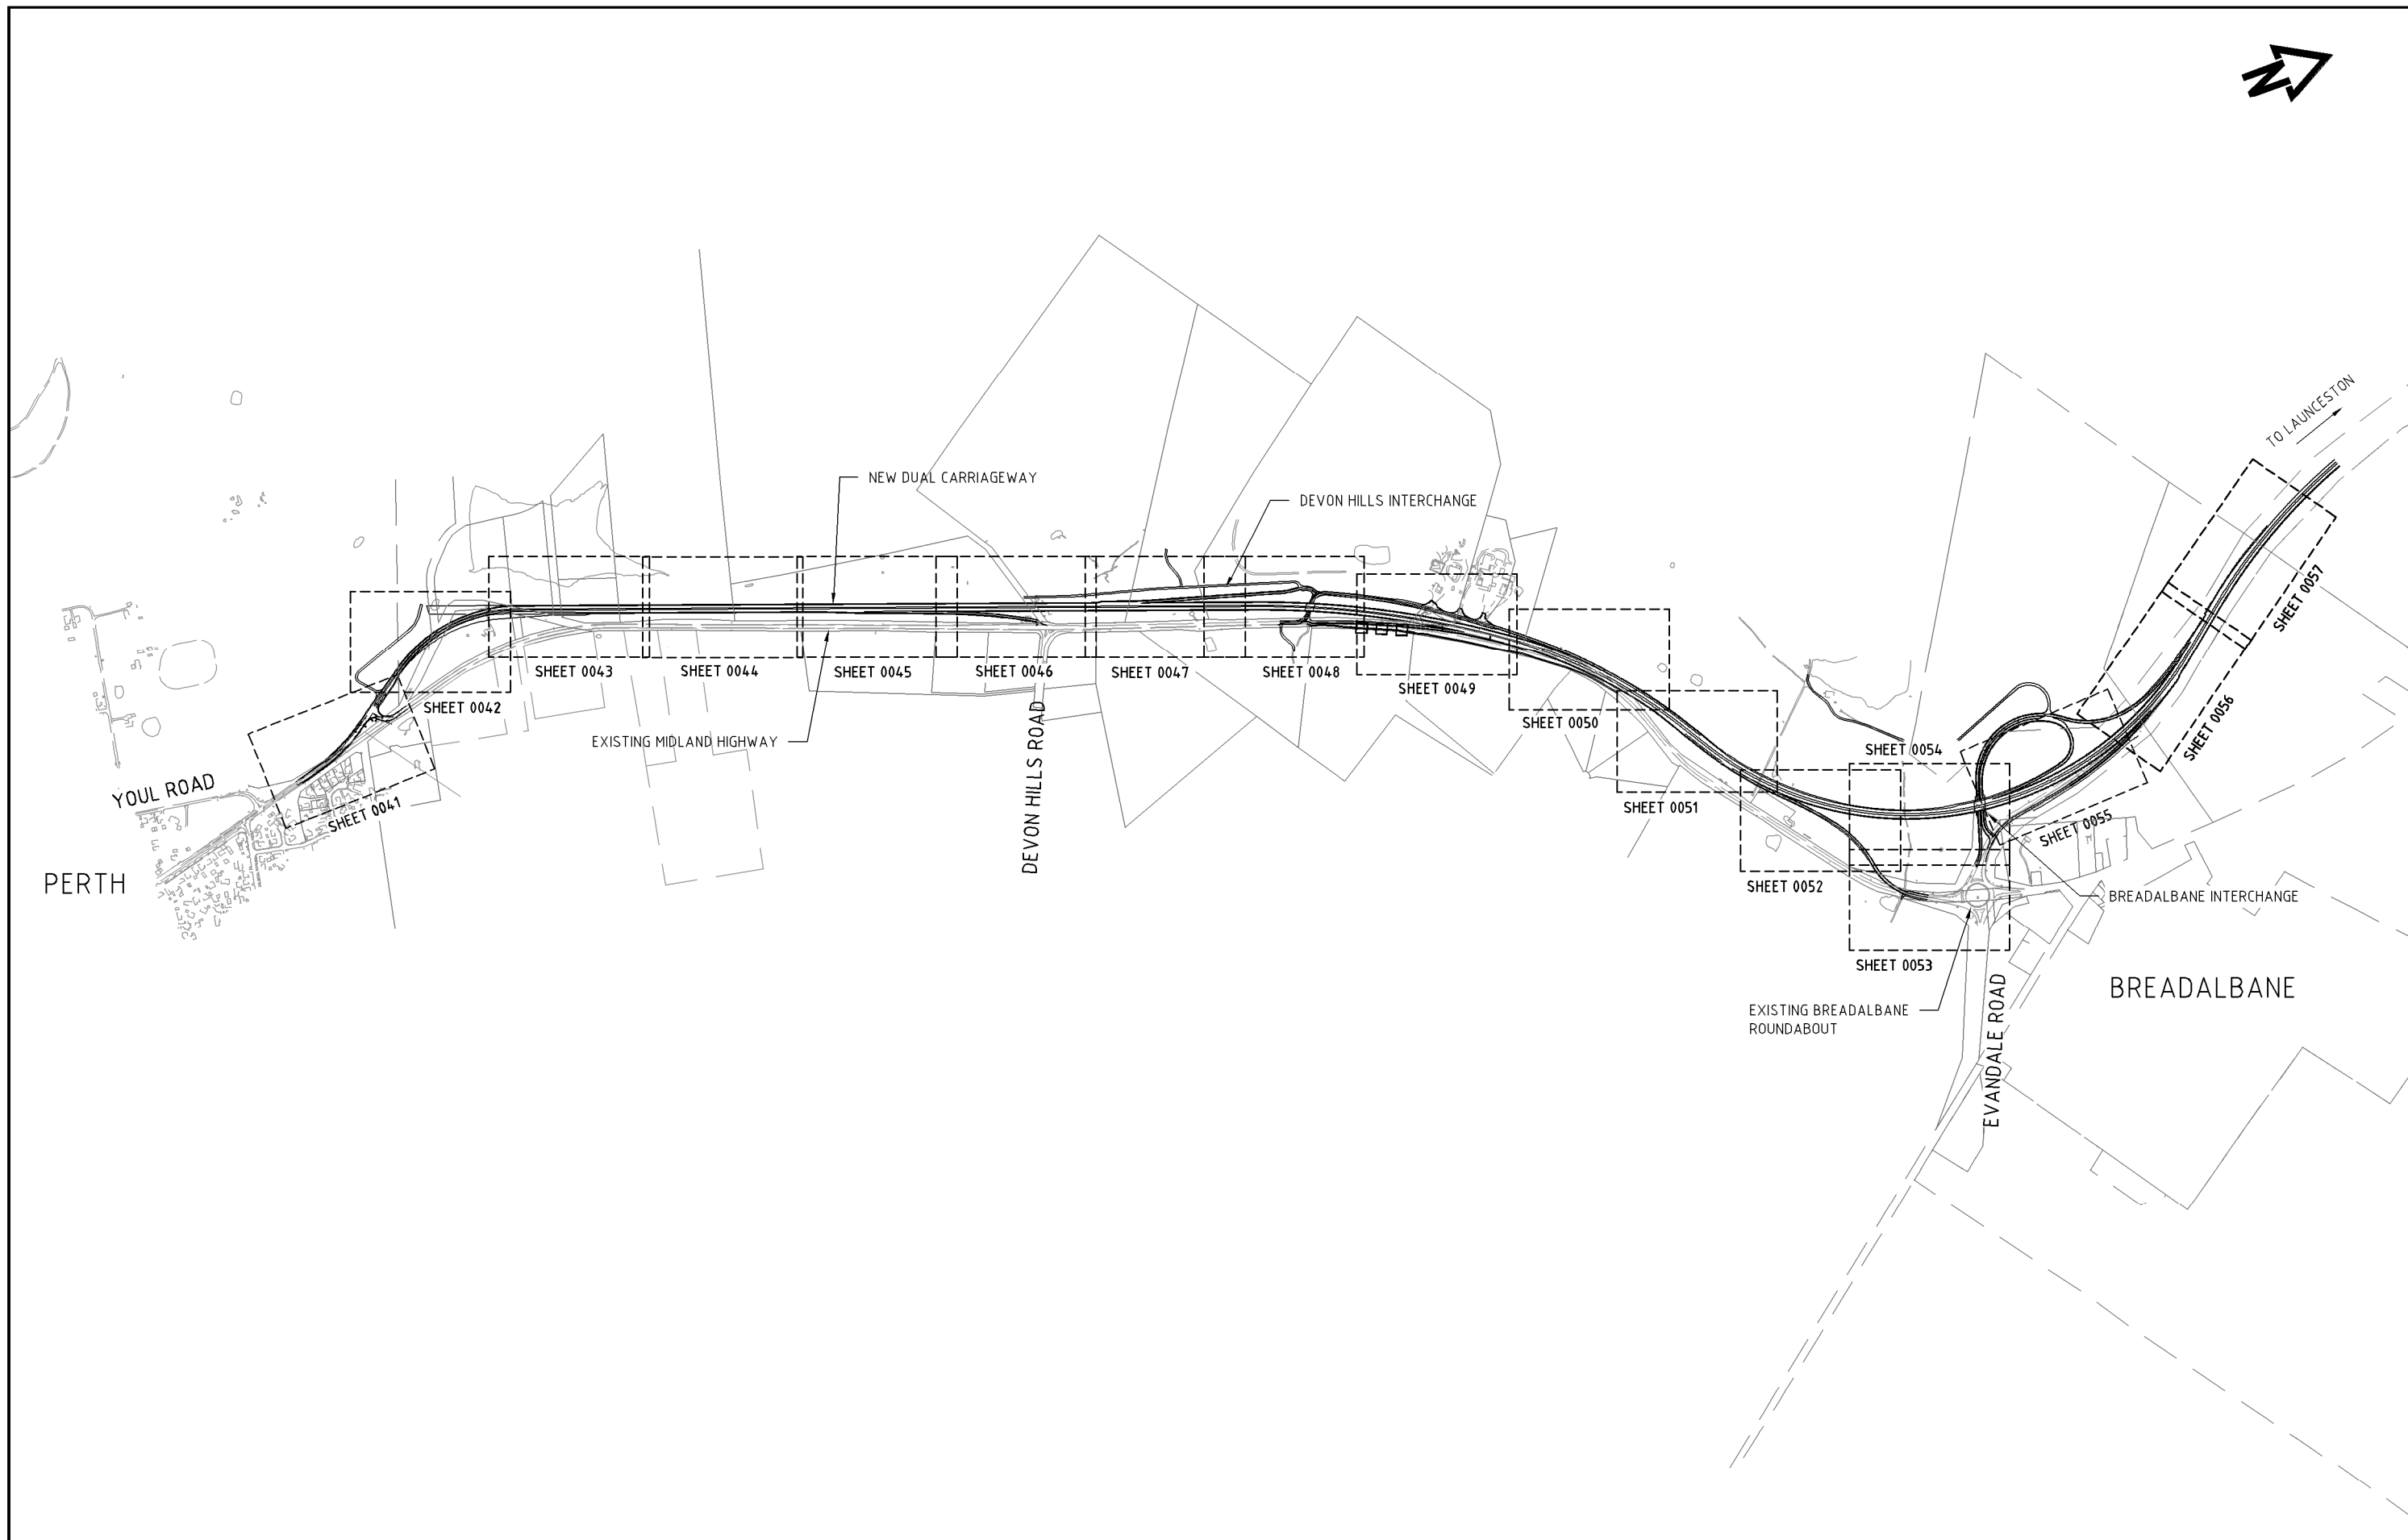 N
TO LAUNCESTON
NEW DUAL CARRIAGEWAY
DEVON HILLS INTERCHANGE
SHEET 0057
SHEET 0043
SHEET 0044
SHEET 0045
SHEET 0046
SHEET 0047
SHEET 0048
SHEET 0049
SHEET 0042
SHEET 0050
SHEET 0056
EXISTING MIDLAND HIGHWAY
SHEET 0054
YOUL ROAD
DEVON HILLS ROAD
SHEET 0041
SHEET 0051
SHEET 0055
PERTH
SHEET 0052
BREADALBANE INTERCHANGE
SHEET 0053
BREADALBANE
EXISTING BREADALBANE
ROUNDABOUT
EVANDALE ROAD